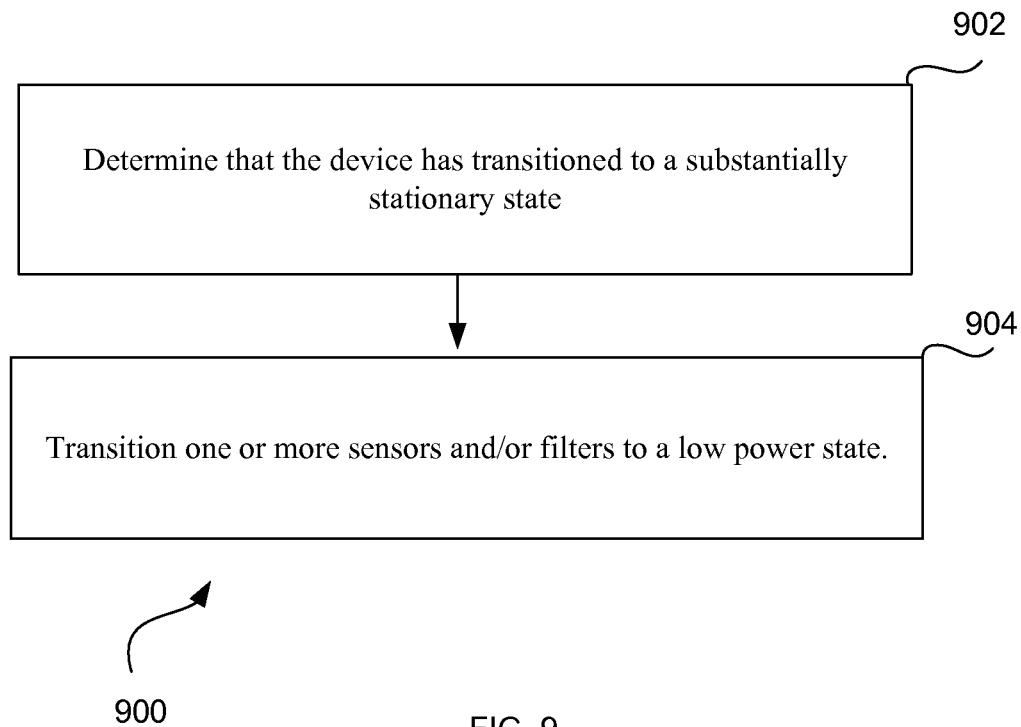 902
Determine that the device has transitioned to a substantially
stationary state
904
Transition one or more sensors and/or filters to a low power state.
900
FIG. 9